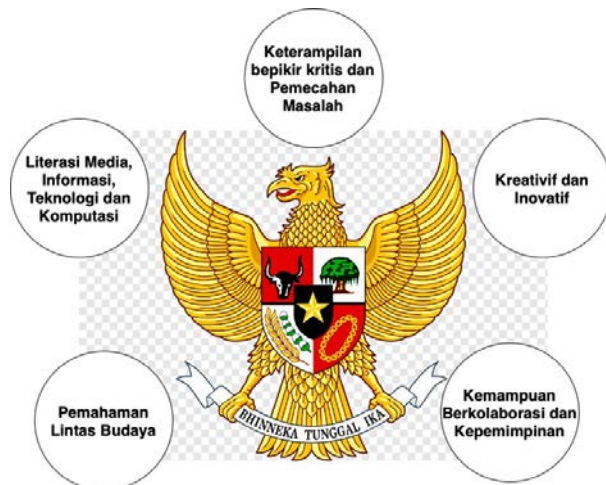 Keterampilan
bepikir kritis dan
Pemecahan
Masalah
Literasi Media,
Informasi,
Teknologi dan
Komputasi
Kreativif dan
Inovatif
Pemahaman
Lintas Budaya
Kemampuan
Berkolaborasi dan
Kepemimpinan
BHINNEKA TUNGGAL IKA